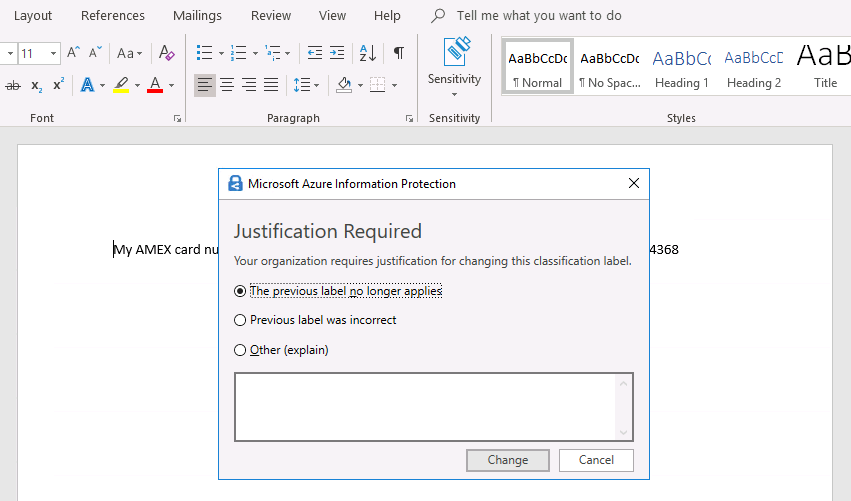 Layout References Mailings Review View Help Tell me what you want to do
11 Aa AaBbCcDc AaBbCcDc AaBbCc AaBbCcD AaB
Sensitivity
ab x₂ x² A A ¶ Normal ¶ No Spac... Heading 1 Heading 2 Title
Font Paragraph Sensitivity Styles
Microsoft Azure Information Protection
Justification Required
My AMEX card nu 4368
Your organization requires justification for changing this classification label.
The previous label no longer applies
Previous label was incorrect
Other (explain)
Change Cancel